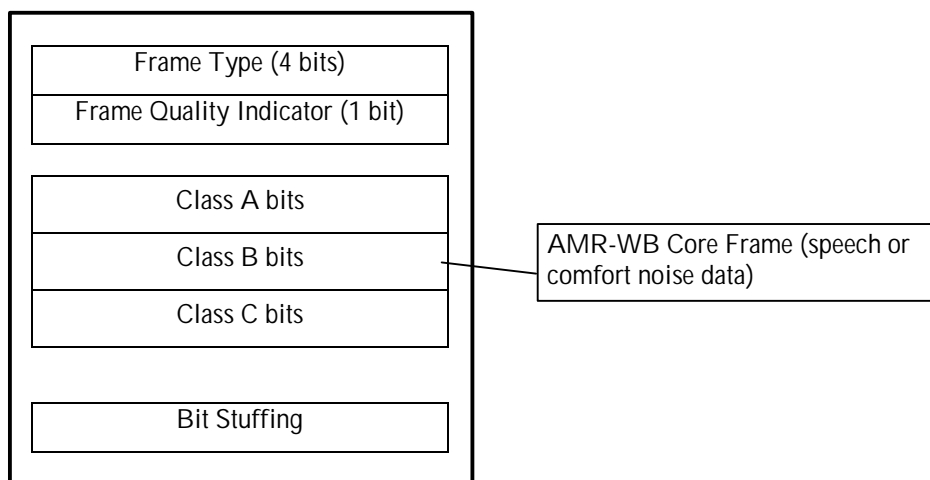 Frame Type (4 bits)
Frame Quality Indicator (1 bit)
Class A bits
Class B bits
Class C bits
AMR-WB Core Frame (speech or
comfort noise data)
Bit Stuffing